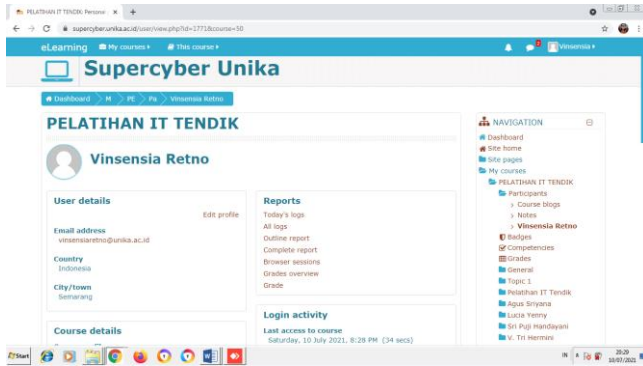 PELATIHAN IT TENDIK: Persona
supercyber.unika.ac.id/user/view.php?id=2771&course=50
eLearning My courses This course Vinsensia
Supercyber Unika
Dashboard M PE Pa Vinsensia Retno
PELATIHAN IT TENDIK
Vinsensia Retno
User details
Edit profile
Email address
vinsensiaretno@unika.ac.id
Country
Indonesia
City/town
Semarang
Course details
Reports
Today's logs
All logs
Outline report
Complete report
Browser sessions
Grades overview
Grade
Login activity
Last access to course
Saturday, 10 July 2021, 8:28 PM (34 secs)
NAVIGATION
Dashboard
Site home
Site pages
My courses
PELATIHAN IT TENDIK
Participants
Course blogs
Notes
Vinsensia Retno
Badges
Competencies
Grades
General
Topic 1
Pelatihan IT Tendik
Agus Sriyana
Lucia Yenny
Sri Puji Handayani
V. Tri Hermini
Start
IN
20:29
10/07/2021